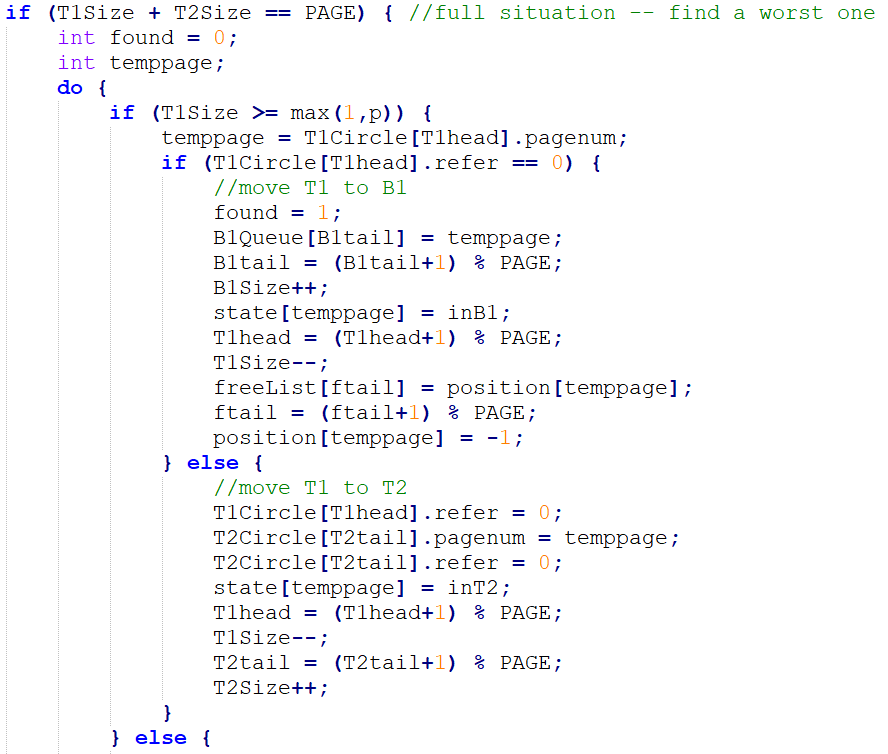 if (T1Size + T2Size == PAGE) { //full situation -- find a worst one
    int found = 0;
    int temppage;
    do {
        if (T1Size >= max(1,p)) {
            temppage = T1Circle[T1head].pagenum;
            if (T1Circle[T1head].refer == 0) {
                //move T1 to B1
                found = 1;
                B1Queue[B1tail] = temppage;
                B1tail = (B1tail+1) % PAGE;
                B1Size++;
                state[temppage] = inB1;
                T1head = (T1head+1) % PAGE;
                T1Size--;
                freeList[ftail] = position[temppage];
                ftail = (ftail+1) % PAGE;
                position[temppage] = -1;
            } else {
                //move T1 to T2
                T1Circle[T1head].refer = 0;
                T2Circle[T2tail].pagenum = temppage;
                T2Circle[T2tail].refer = 0;
                state[temppage] = inT2;
                T1head = (T1head+1) % PAGE;
                T1Size--;
                T2tail = (T2tail+1) % PAGE;
                T2Size++;
            }
        } else {